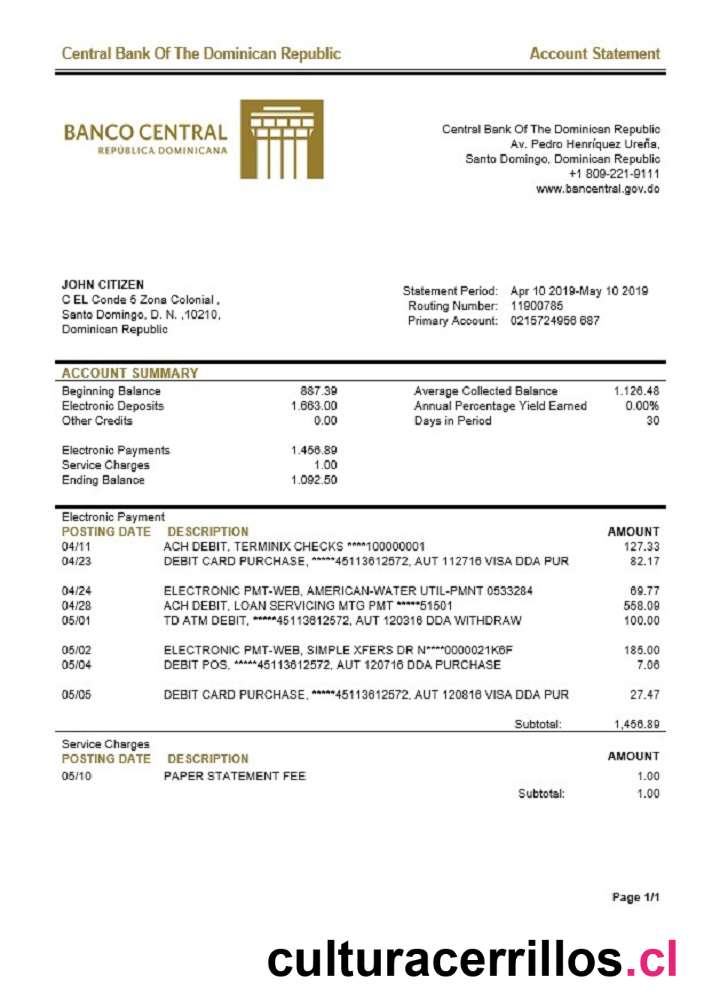 Central Bank Of The Dominican Republic Account Statement
BANCO CENTRAL
REPÚBLICA DOMINICANA
Central Bank Of The Dominican Republic
Av. Pedro Henríquez Ureña,
Santo Domingo, Dominican Republic
+1 809-221-9111
www.bancentral.gov.do
JOHN CITIZEN
C EL Conde 5 Zona Colonial ,
Santo Domingo, D. N. ,10210,
Dominican Republic
Statement Period: Apr 10 2019-May 10 2019
Routing Number: 11900785
Primary Account: 0215724956 687
ACCOUNT SUMMARY
Beginning Balance 887.39 Average Collected Balance 1.126.48
Electronic Deposits 1.663.00 Annual Percentage Yield Earned 0.00%
Other Credits 0.00 Days in Period 30
Electronic Payments 1.456.89
Service Charges 1.00
Ending Balance 1.092.50
Electronic Payment
POSTING DATE DESCRIPTION AMOUNT
04/11 ACH DEBIT, TERMINIX CHECKS ****100000001 127.33
04/23 DEBIT CARD PURCHASE, *****45113612572, AUT 112716 VISA DDA PUR 82.17
04/24 ELECTRONIC PMT-WEB, AMERICAN-WATER UTIL-PMNT 0533284 69.77
04/28 ACH DEBIT, LOAN SERVICING MTG PMT *****51501 558.09
05/01 TD ATM DEBIT, *****45113612572, AUT 120316 DDA WITHDRAW 100.00
05/02 ELECTRONIC PMT-WEB, SIMPLE XFERS DR N****0000021K6F 185.00
05/04 DEBIT POS, *****45113612572, AUT 120716 DDA PURCHASE 7.06
05/05 DEBIT CARD PURCHASE, *****45113612572, AUT 120816 VISA DDA PUR 27.47
Subtotal: 1,456.89
Service Charges
POSTING DATE DESCRIPTION AMOUNT
05/10 PAPER STATEMENT FEE 1.00
Subtotal: 1.00
Page 1/1
culturacerrillos.cl